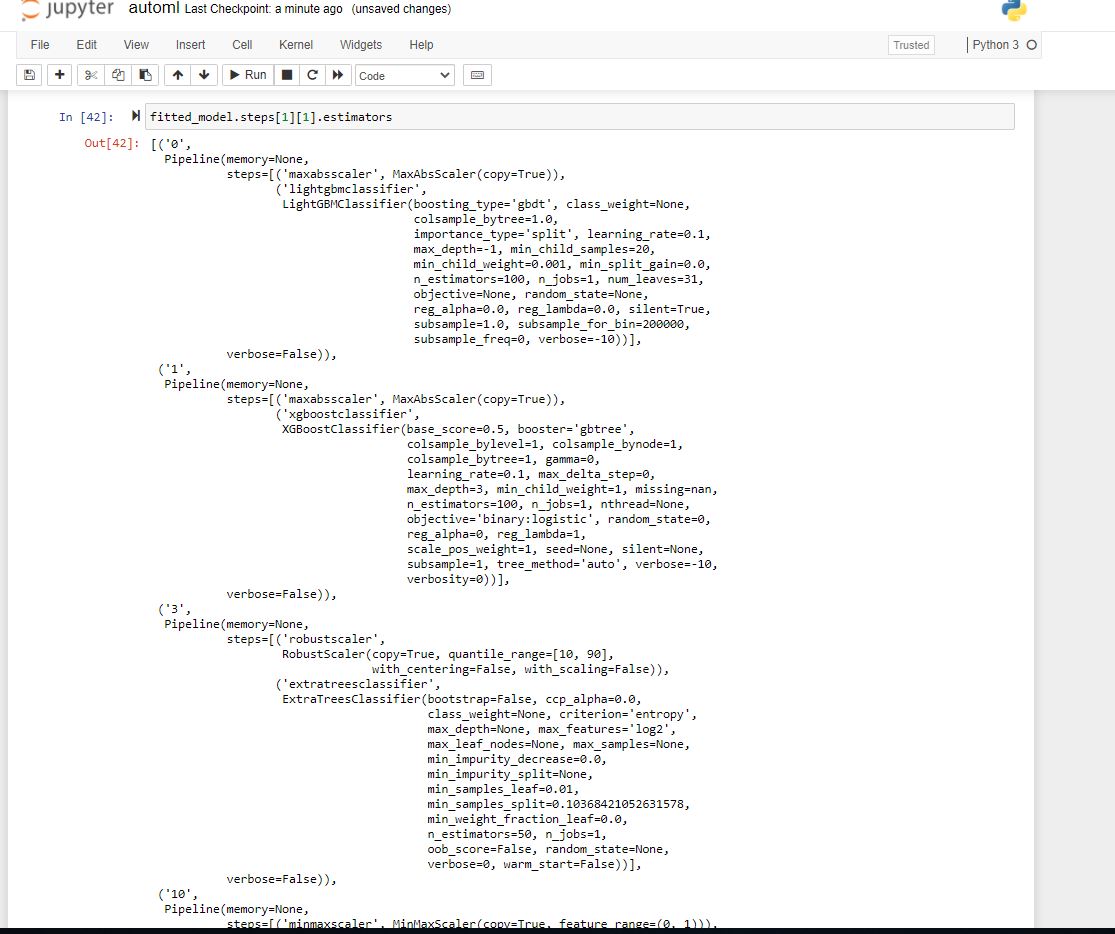 jupyter automl Last Checkpoint: a minute ago (unsaved changes)
File Edit View Insert Cell Kernel Widgets Help Trusted Python 3
Run Code
In [42]: fitted_model.steps[1][1].estimators
Out[42]: [('0',
Pipeline(memory=None,
steps=[('maxabsscaler', MaxAbsScaler(copy=True)),
('lightgbmclassifier',
LightGBMClassifier(boosting_type='gbdt', class_weight=None,
colsample_bytree=1.0,
importance_type='split', learning_rate=0.1,
max_depth=-1, min_child_samples=20,
min_child_weight=0.001, min_split_gain=0.0,
n_estimators=100, n_jobs=1, num_leaves=31,
objective=None, random_state=None,
reg_alpha=0.0, reg_lambda=0.0, silent=True,
subsample=1.0, subsample_for_bin=200000,
subsample_freq=0, verbose=-10))],
verbose=False)),
('1',
Pipeline(memory=None,
steps=[('maxabsscaler', MaxAbsScaler(copy=True)),
('xgboostclassifier',
XGBoostClassifier(base_score=0.5, booster='gbtree',
colsample_bylevel=1, colsample_bynode=1,
colsample_bytree=1, gamma=0,
learning_rate=0.1, max_delta_step=0,
max_depth=3, min_child_weight=1, missing=nan,
n_estimators=100, n_jobs=1, nthread=None,
objective='binary:logistic', random_state=0,
reg_alpha=0, reg_lambda=1,
scale_pos_weight=1, seed=None, silent=None,
subsample=1, tree_method='auto', verbose=-10,
verbosity=0))],
verbose=False)),
('3',
Pipeline(memory=None,
steps=[('robustscaler',
RobustScaler(copy=True, quantile_range=[10, 90],
with_centering=False, with_scaling=False)),
('extratreesclassifier',
ExtraTreesClassifier(bootstrap=False, ccp_alpha=0.0,
class_weight=None, criterion='entropy',
max_depth=None, max_features='log2',
max_leaf_nodes=None, max_samples=None,
min_impurity_decrease=0.0,
min_impurity_split=None,
min_samples_leaf=0.01,
min_samples_split=0.10368421052631578,
min_weight_fraction_leaf=0.0,
n_estimators=50, n_jobs=1,
oob_score=False, random_state=None,
verbose=0, warm_start=False))],
verbose=False)),
('10',
Pipeline(memory=None,
steps=[('minmaxscaler', MinMaxScaler(copy=True, feature_range=(0, 1))),